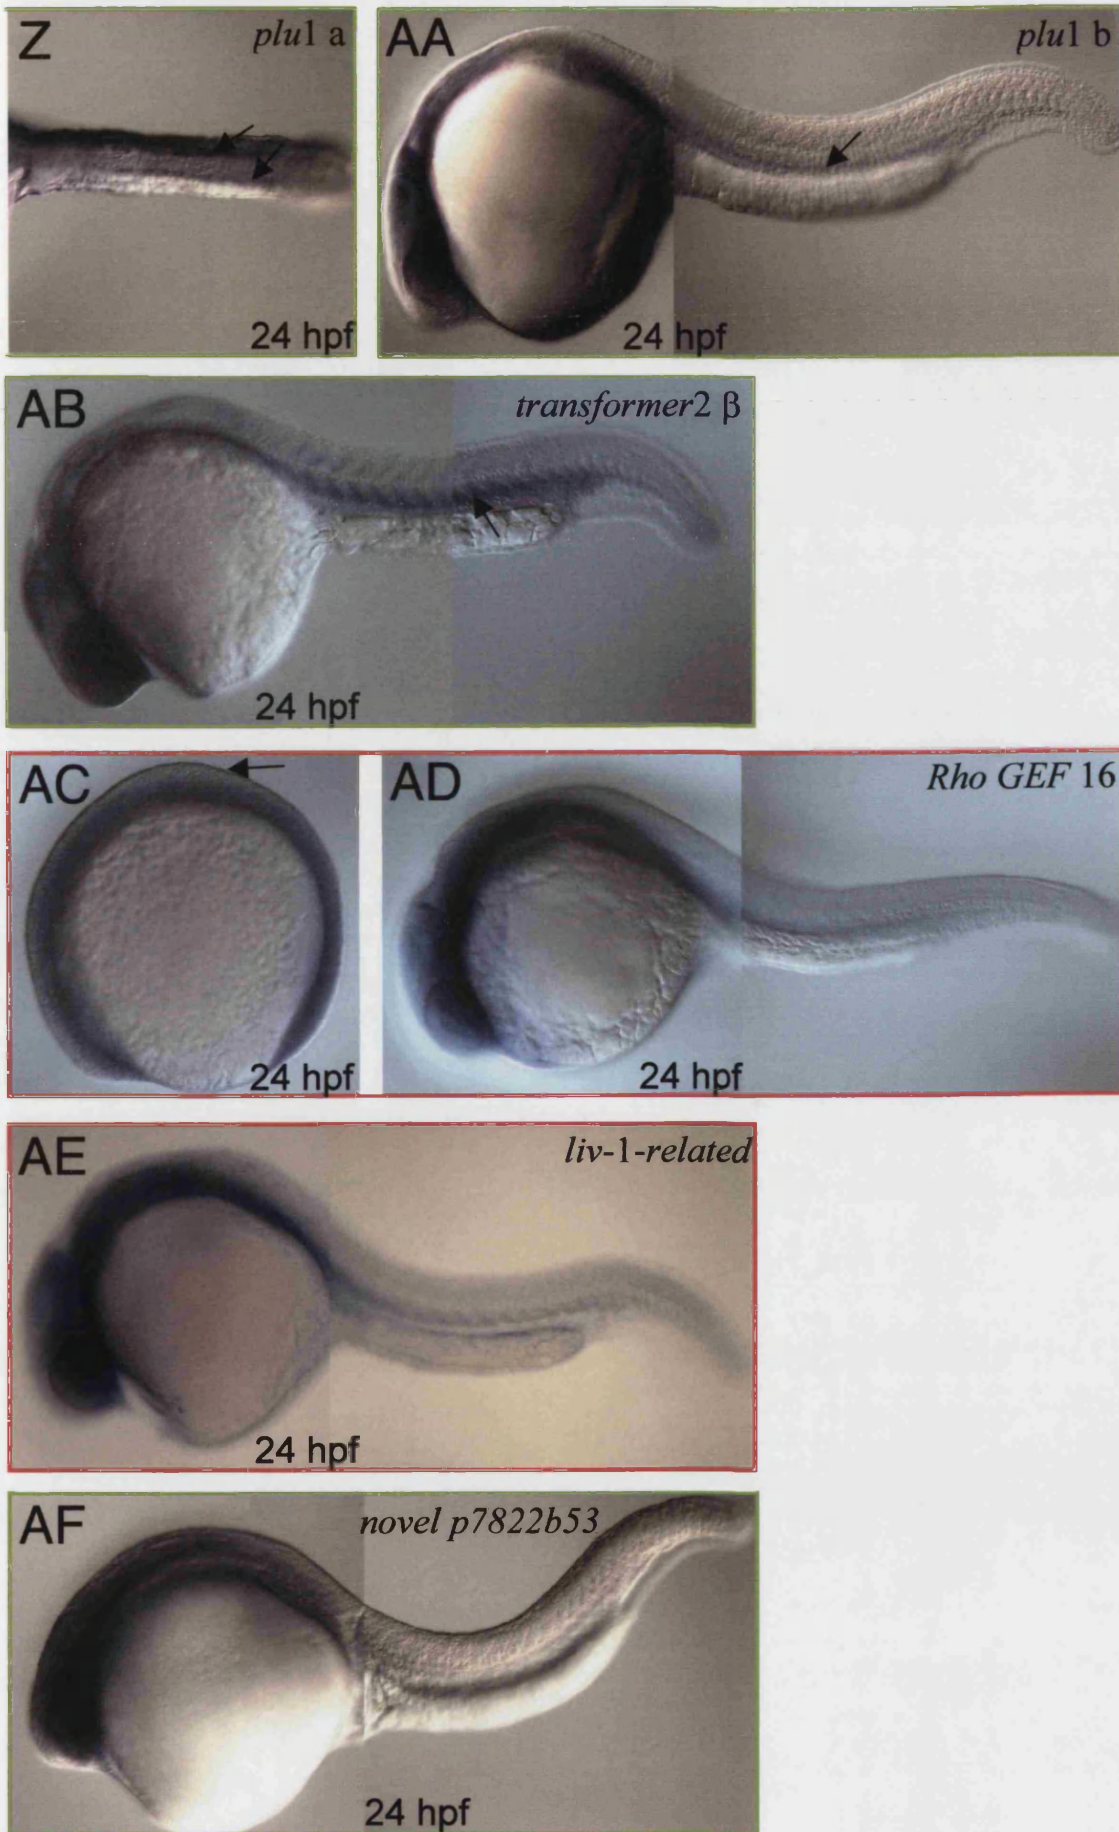 Z
plu1 a
24 hpf
AA
plu1 b
24 hpf
AB
transformer2 β
24 hpf
AC
24 hpf
AD
Rho GEF 16
24 hpf
AE
liv-1-related
24 hpf
AF
novel p7822b53
24 hpf